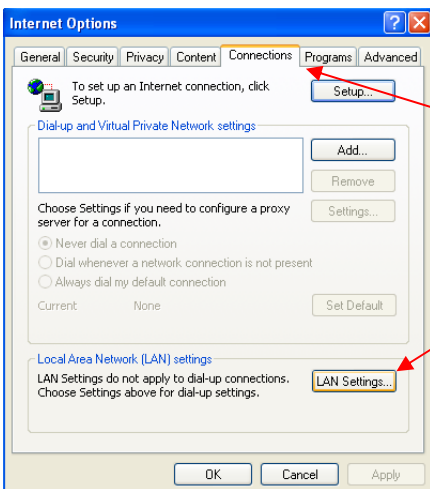 Internet Options
General Security Privacy Content Connections Programs Advanced
To set up an Internet connection, click
Setup.
Setup...
Dial-up and Virtual Private Network settings
Add...
Remove
Choose Settings if you need to configure a proxy
server for a connection.
Settings...
Never dial a connection
Dial whenever a network connection is not present
Always dial my default connection
Current None
Set Default
Local Area Network (LAN) settings
LAN Settings do not apply to dial-up connections.
Choose Settings above for dial-up settings.
LAN Settings...
OK Cancel Apply